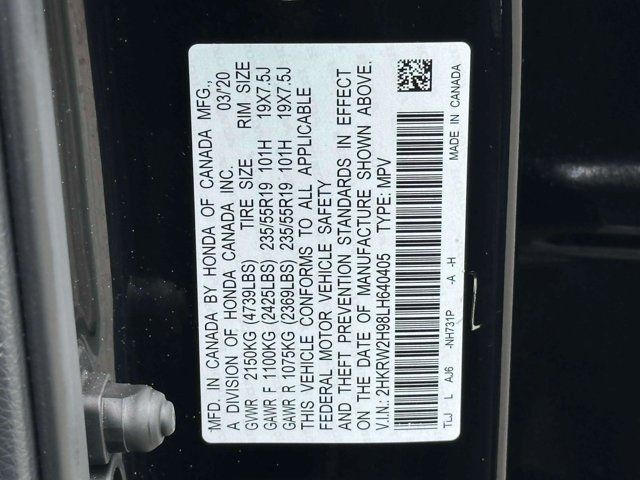 MFD. IN CANADA BY HONDA OF CANADA MFG.,
A DIVISION OF HONDA CANADA INC. 03/'20
GVWR 2150KG (4739LBS) TIRE SIZE RIM SIZE
GAWR F 1100KG (2425LBS) 235/55R19 101H 19X7.5J
GAWR R 1075KG (2369LBS) 235/55R19 101H 19X7.5J
THIS VEHICLE CONFORMS TO ALL APPLICABLE
FEDERAL MOTOR VEHICLE SAFETY
AND THEFT PREVENTION STANDARDS IN EFFECT
ON THE DATE OF MANUFACTURE SHOWN ABOVE.
V.I.N.: 2HKRW2H98LH640405 TYPE: MPV
TLJ L AJ6 -NH731P -A -H MADE IN CANADA